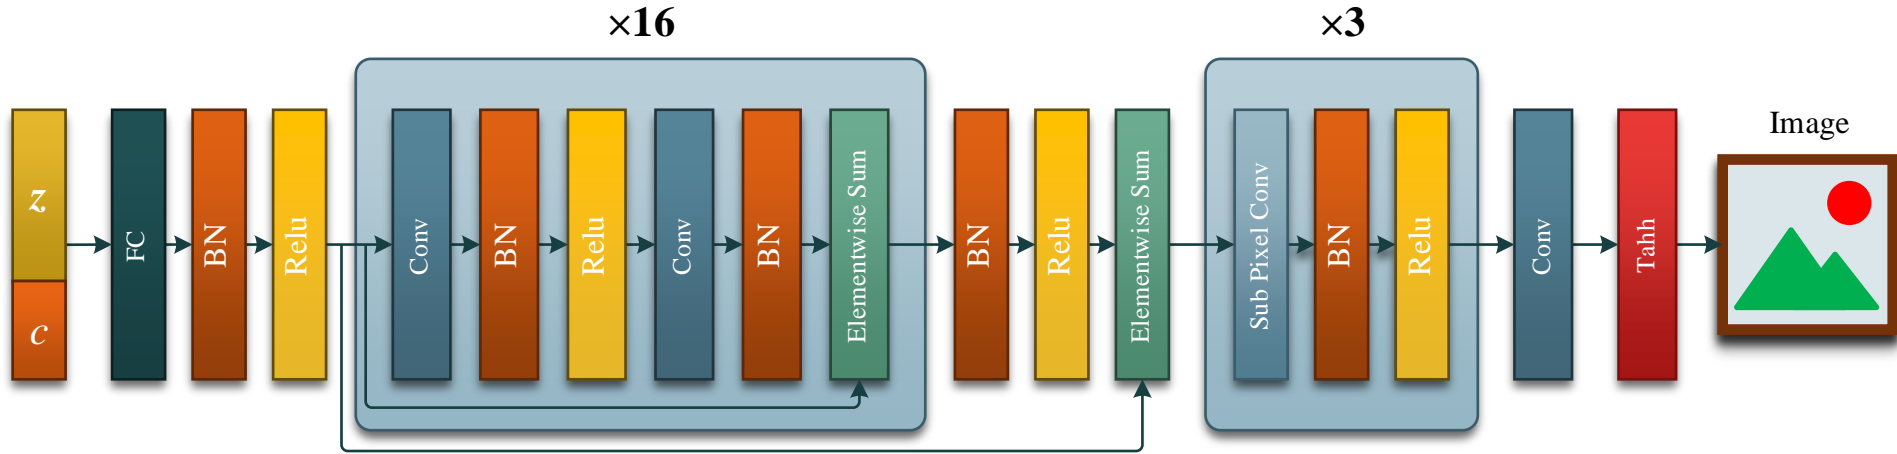 ×16
×3
z
c
FC
BN
Relu
Conv
BN
Relu
Conv
BN
Elementwise Sum
BN
Relu
Elementwise Sum
Sub Pixel Conv
BN
Relu
Conv
Tahh
Image